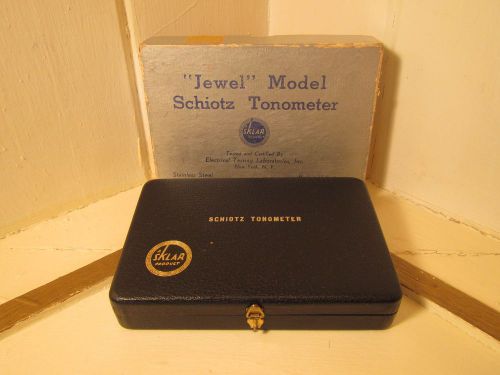 "Jewel" Model
Schiotz Tonometer
SKLAR
Tested and Certified By
Electrical Testing Laboratories, Inc.
New York, N. Y.
Stainless Steel
SCHIOTZ TONOMETER
A
SKLAR
PRODUCT